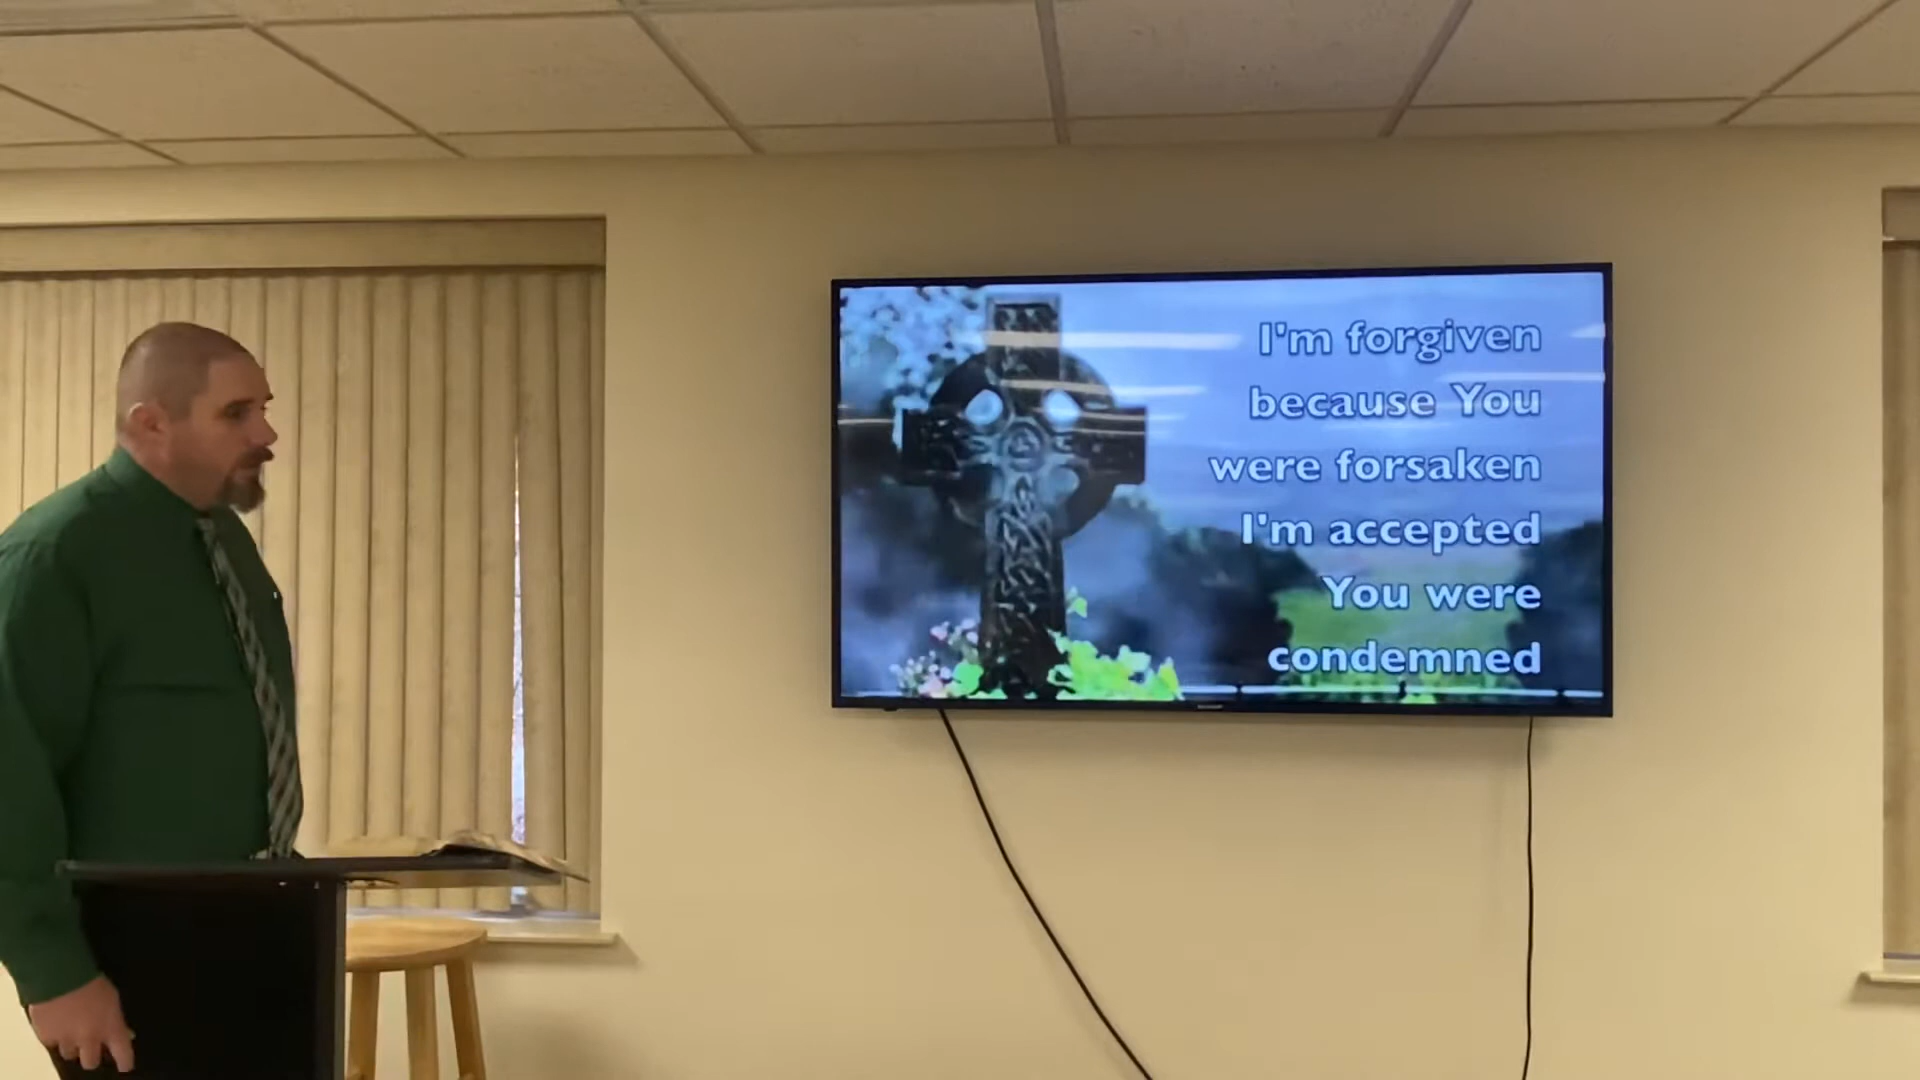 I'm forgiven
because You
were forsaken
I'm accepted
You were
condemned